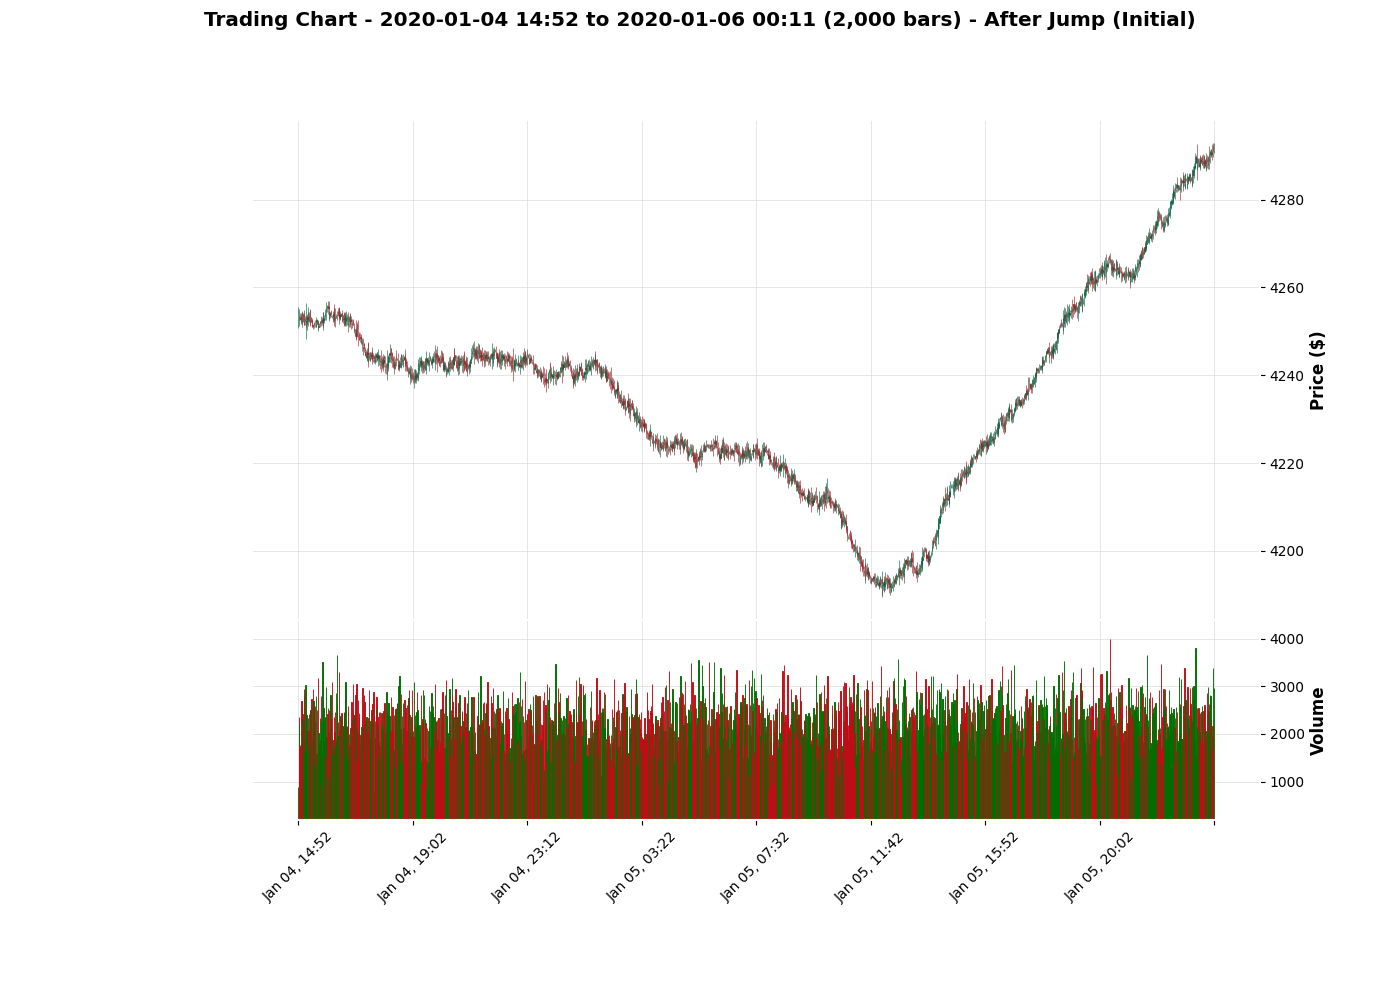 Trading Chart - 2020-01-04 14:52 to 2020-01-06 00:11 (2,000 bars) - After Jump (Initial)
4280
4260
4240
4220
4200
Price ($)
4000
3000
2000
1000
Volume
Jan 04, 14:52
Jan 04, 19:02
Jan 04, 23:12
Jan 05, 03:22
Jan 05, 07:32
Jan 05, 11:42
Jan 05, 15:52
Jan 05, 20:02